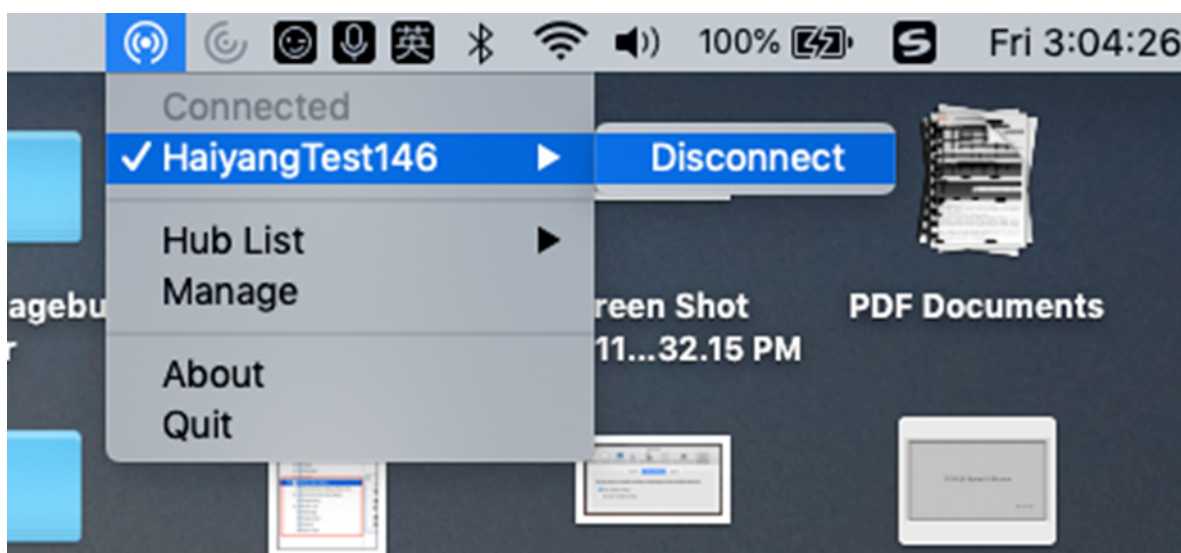 英
100%
S
Fri 3:04:26
Connected
HaiyangTest146
Disconnect
Hub List
Manage
About
Quit
agebu
r
reen Shot
11...32.15 PM
PDF Documents